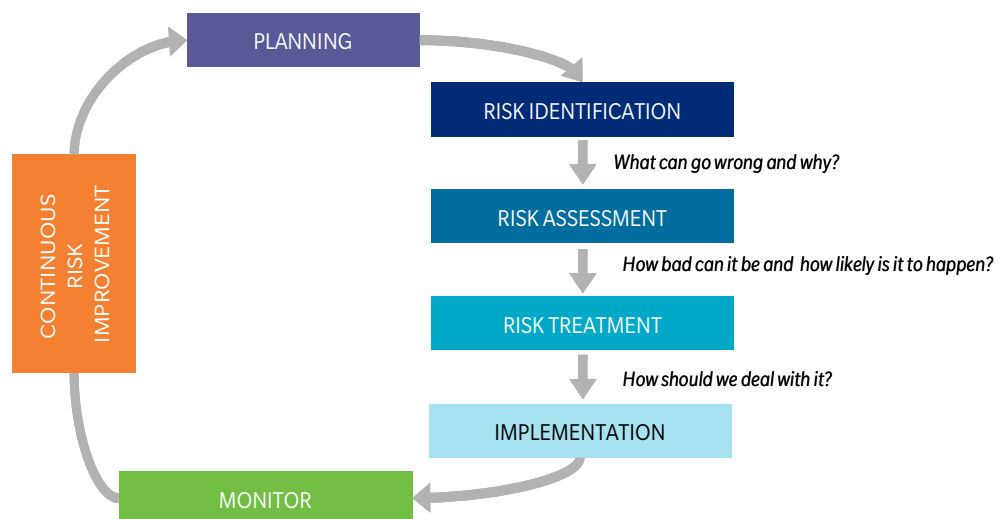 PLANNING
RISK IDENTIFICATION
What can go wrong and why?
RISK ASSESSMENT
How bad can it be and  how likely is it to happen?
RISK TREATMENT
How should we deal with it?
IMPLEMENTATION
MONITOR
CONTINUOUS
RISK
IMPROVEMENT